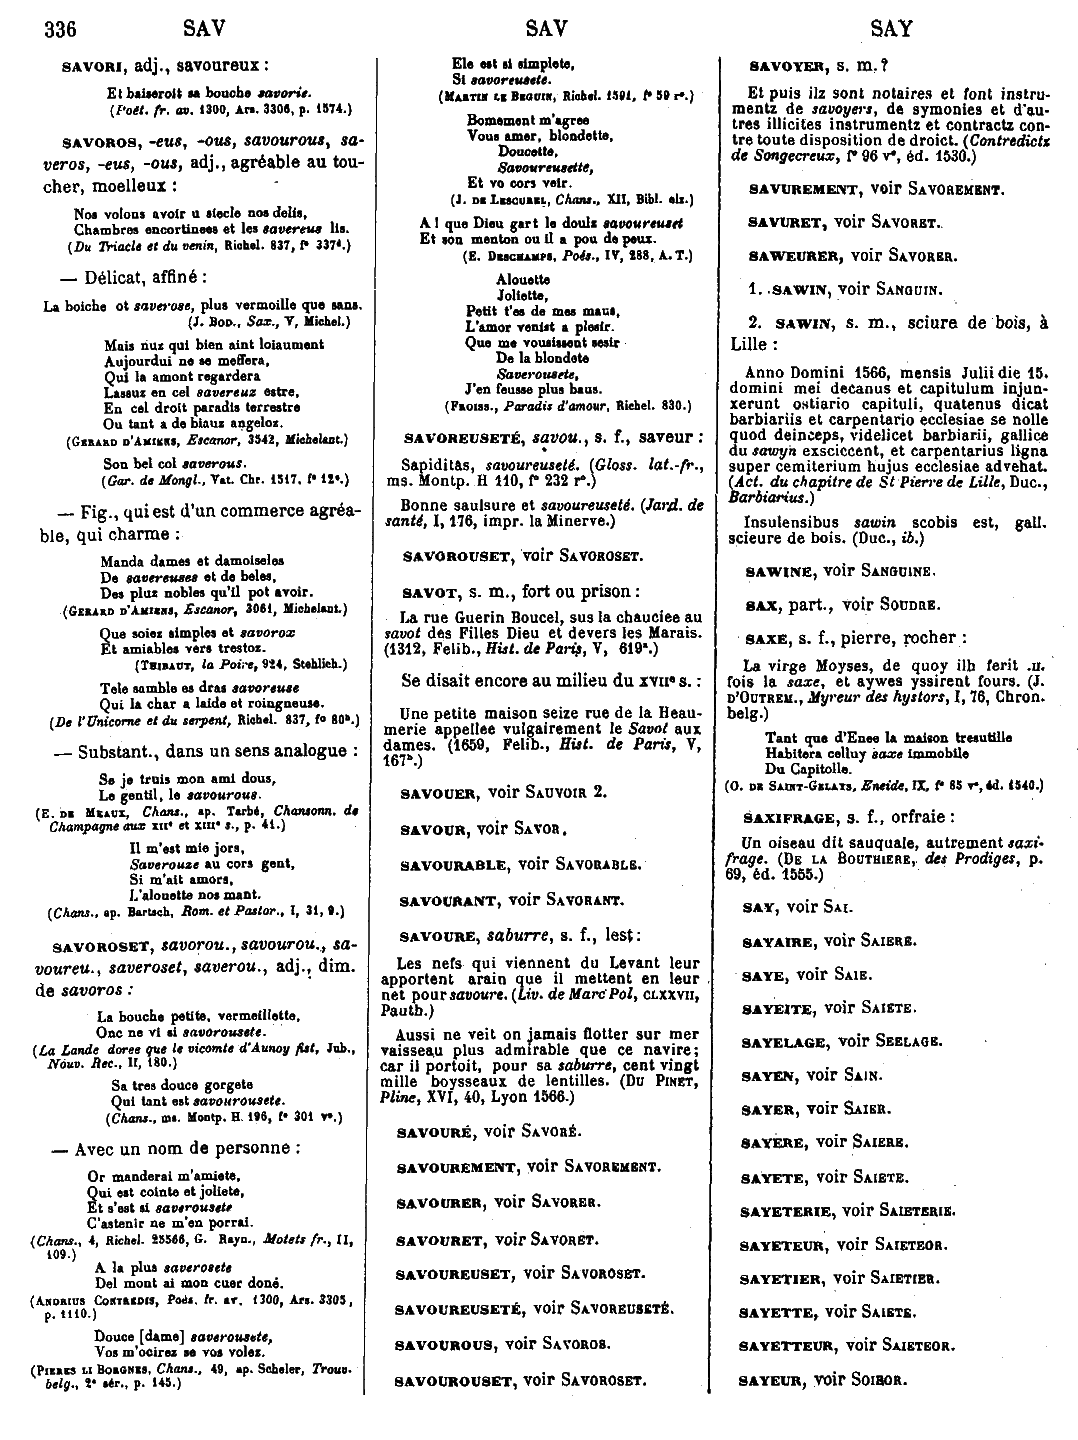 336 SAV SAV SAY
SAVORI, adj., savoureux :
Et baiseroit sa bouche savorie.
(Poët. fr. av. 1300, Ars. 3306, p. 1574.)
SAVOROS, -eus, -ous, savourous, sa-
veros, -eus, -ous, adj., agréable au tou-
cher, moelleux :
Nos volons avoir u siecle nos delis,
Chambres encortinees et les savereus lis.
(Du Triacle et du venin, Richel. 837, f° 337ᵈ.)
— Délicat, affiné :
La boiche ot saverose, plus vermoille que sans.
(J. Bod., Sax., V, Michel.)
Mais nuz qui bien aint loiaument
Aujourdui ne se meffera,
Qui la amont regardera
Lassuz en cel savereuz estre,
En cel droit paradis terrestre
Ou tant a de biaux angeloz.
(Gerard d'Amiens, Escanor, 3542, Michelant.)
Son bel col saverous.
(Gar. de Mongl., Vat. Chr. 1517, f° 12ᵃ.)
— Fig., qui est d'un commerce agréa-
ble, qui charme :
Manda dames et damoiseles
De savereuses et de beles,
Des pluz nobles qu'il pot avoir.
(Gerard d'Amiens, Escanor, 3061, Michelant.)
Que soiez simples et savorox
Et amiables vers trestoz.
(Thibaut, la Poire, 924, Stehlich.)
Tele samble es dras savoreuse
Qui la char a laide et roingneuse.
(De l'Unicorne et du serpent, Richel. 837, f° 80ᵇ.)
— Substant., dans un sens analogue :
Se je truis mon ami dous,
Le gentil, le savourous.
(E. de Meaux, Chans., ap. Tarbé, Chansonn. de
Champagne aux XIIᵉ et XIIIᵉ s., p. 41.)
Il m'est mie jors,
Saverouze au cors gent,
Si m'ait amors,
L'alouette nos mant.
(Chans., ap. Bartsch, Rom. et Pastor., I, 31, 9.)
SAVOROSET, savorou., savourou., sa-
voureu., saveroset, saverou., adj., dim.
de savoros :
La bouche petite, vermeillette,
Onc ne vi si savorousete.
(La Lande doree que le vicomte d'Aunoy fist, Jub.,
Nouv. Rec., II, 180.)
Sa tres douce gorgete
Qui tant est savourousete.
(Chans., ms. Montp. H. 196, f° 301 v°.)
— Avec un nom de personne :
Or manderai m'amiete,
Qui est cointe et joliete,
Et s'est si saverousete
C'astenir ne m'en porrai.
(Chans., 4, Richel. 25566, G. Rayn., Motets fr., II,
109.)
A la plus saverosete
Del mont ai mon cuer doné.
(Andrius Contredis, Poés. fr. av. 1300, Ars. 3305,
p. 1110.)
Douce [dame] saverousete,
Vos m'ocirez se vos volez.
(Pieres li Borgnes, Chans., 49, ap. Scheler, Trouv.
belg., 2ᵉ sér., p. 145.)
Ele est si simplete,
Si savoreusete.
(Martin le Beguin, Richel. 1591, f° 59 r°.)
Bomement m'agree
Vous amer, blondette,
Doucette,
Savoureusette,
Et vo cors veir.
(J. de Lescurel, Chans., XII, Bibl. elz.)
A ! que Dieu gart le doulz savoureuset
Et son menton ou il a pou de peux.
(E. Deschamps, Poés., IV, 288, A. T.)
Alouette
Joliette,
Petit t'es de mes maus,
L'amor venist a plesir.
Que me vousissent sesir
De la blondete
Saverousete,
J'en feusse plus baus.
(Froiss., Paradis d'amour, Richel. 830.)
SAVOREUSETÉ, savou., s. f., saveur :
Sapiditas, savoureuseté. (Gloss. lat.-fr.,
ms. Montp. H 110, f° 232 r°.)
Bonne saulsure et savoureuseté. (Jard. de
santé, I, 176, impr. la Minerve.)
SAVOROUSET, voir SAVOROSET.
SAVOT, s. m., fort ou prison :
La rue Guerin Boucel, sus la chauciee au
savot des Filles Dieu et devers les Marais.
(1312, Felib., Hist. de Paris, V, 619ᵃ.)
Se disait encore au milieu du XVIIᵉ s. :
Une petite maison seize rue de la Heau-
merie appellee vulgairement le Savot aux
dames. (1659, Felib., Hist. de Paris, V,
167ᵇ.)
SAVOUER, voir SAUVOIR 2.
SAVOUR, voir SAVOR.
SAVOURABLE, voir SAVORABLE.
SAVOURANT, voir SAVORANT.
SAVOURE, saburre, s. f., lest :
Les nefs qui viennent du Levant leur
apportent arain que il mettent en leur
net pour savoure. (Liv. de Marc Pol, CLXXVII,
Pauth.)
Aussi ne veit on jamais flotter sur mer
vaisseau plus admirable que ce navire;
car il portoit, pour sa saburre, cent vingt
mille boysseaux de lentilles. (Du Pinet,
Pline, XVI, 40, Lyon 1566.)
SAVOURÉ, voir SAVORÉ.
SAVOUREMENT, voir SAVOREMENT.
SAVOURER, voir SAVORER.
SAVOURET, voir SAVORET.
SAVOUREUSET, voir SAVOROSET.
SAVOUREUSETÉ, voir SAVOREUSETÉ.
SAVOUROUS, voir SAVOROS.
SAVOUROUSET, voir SAVOROSET.
SAVOYER, s. m.?
Et puis ilz sont notaires et font instru-
mentz de savoyers, de symonies et d'au-
tres illicites instrumentz et contractz con-
tre toute disposition de droict. (Contredictz
de Songecreux, f° 96 v°, éd. 1530.)
SAVUREMENT, voir SAVOREMENT.
SAVURET, voir SAVORET.
SAWEURER, voir SAVORER.
1. SAWIN, voir SANGUIN.
2. SAWIN, s. m., sciure de bois, à
Lille :
Anno Domini 1566, mensis Julii die 15.
domini mei decanus et capitulum injun-
xerunt ostiario capituli, quatenus dicat
barbiariis et carpentario ecclesiae se nolle
quod deinceps, videlicet barbiarii, gallice
du sawyn exsciccent, et carpentarius ligna
super cemiterium hujus ecclesiae advehat.
(Act. du chapitre de St Pierre de Lille, Duc.,
Barbiarius.)
Insutensibus sawin scobis est, gall.
scieure de bois. (Duc., ib.)
SAWINE, voir SANGUINE.
SAX, part., voir SOUDRE.
SAXE, s. f., pierre, rocher :
La virge Moyses, de quoy ilh ferit .II.
fois la saxe, et aywes yssirent fours. (J.
d'Outrem., Myreur des hystors, I, 76, Chron.
belg.)
Tant que d'Enee la maison tresutille
Habitera celluy saxe immobile
Du Capitolle.
(O. de Saint-Gelays, Eneide, IX, f° 85 v°, éd. 1540.)
SAXIFRAGE, s. f., orfraie :
Un oiseau dit sauquale, autrement saxi-
frage. (De la Bouthiere, des Prodiges, p.
69, éd. 1555.)
SAY, voir SAI.
SAYAIRE, voir SAIERE.
SAYE, voir SAIE.
SAYEITE, voir SAIETE.
SAYELAGE, voir SEELAGE.
SAYEN, voir SAIN.
SAYER, voir SAIER.
SAYERE, voir SAIERE.
SAYETE, voir SAIETE.
SAYETERIE, voir SAIETERIE.
SAYETEUR, voir SAIETEOR.
SAYETIER, voir SAIETIER.
SAYETTE, voir SAIETE.
SAYETTEUR, voir SAIETEOR.
SAYEUR, voir SOIEOR.